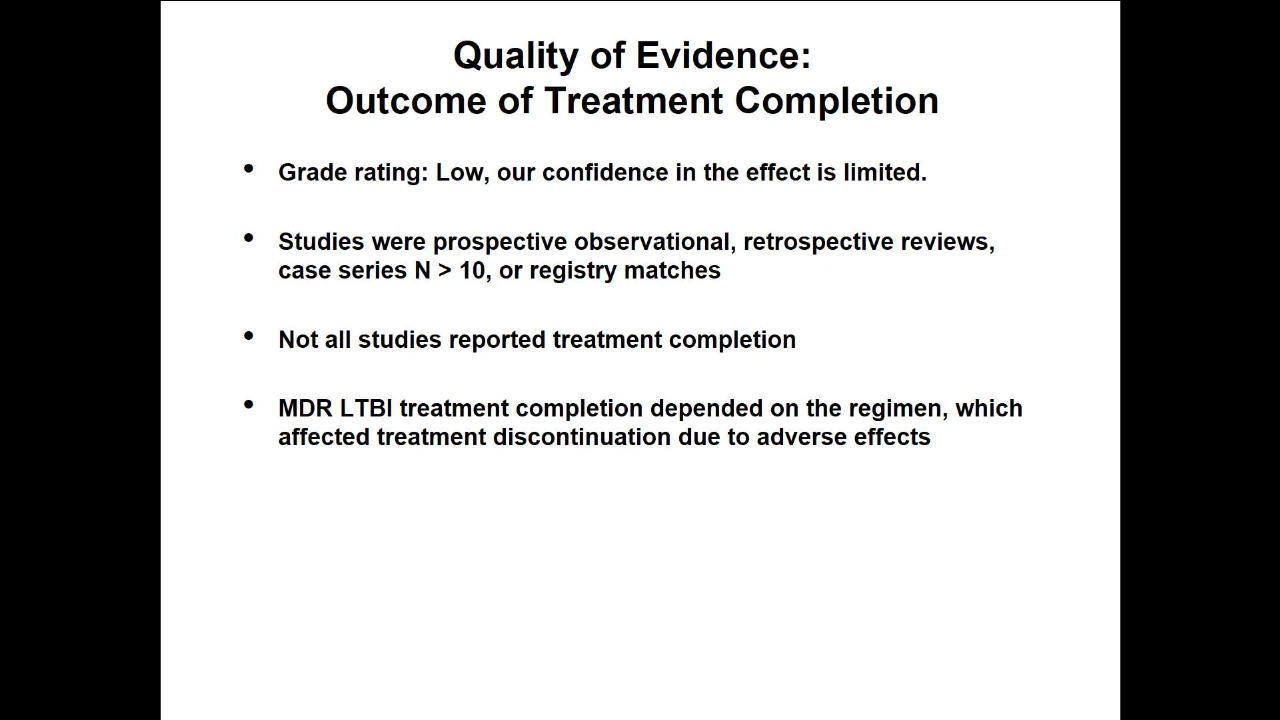 Quality of Evidence:
Outcome of Treatment Completion
• Grade rating: Low, our confidence in the effect is limited.
• Studies were prospective observational, retrospective reviews,
case series N > 10, or registry matches
• Not all studies reported treatment completion
• MDR LTBI treatment completion depended on the regimen, which
affected treatment discontinuation due to adverse effects